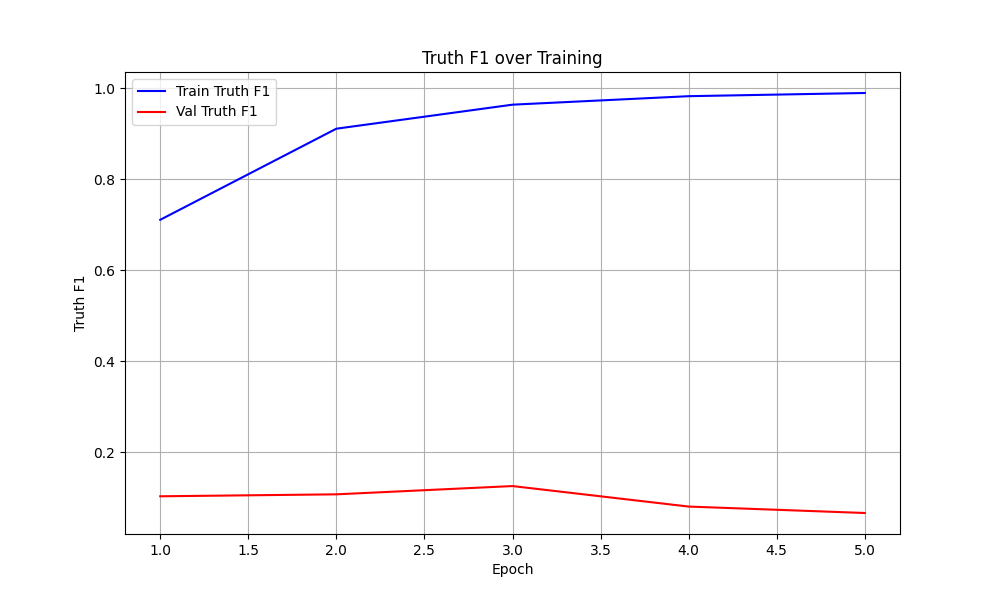 Truth F1 over Training
Train Truth F1
Val Truth F1
Truth F1
1.0
0.8
0.6
0.4
0.2
1.0 1.5 2.0 2.5 3.0 3.5 4.0 4.5 5.0
Epoch